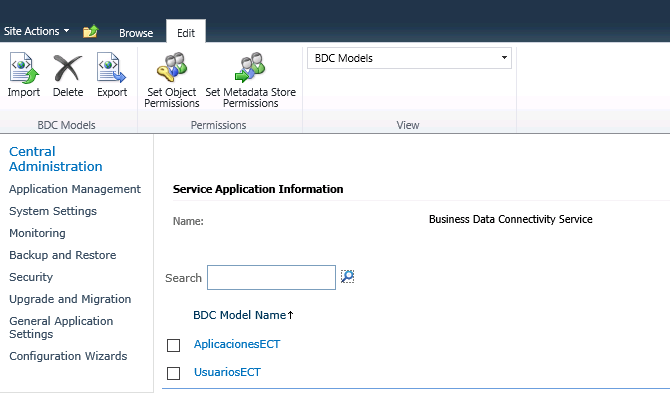 Site Actions Browse Edit
BDC Models
Import Delete Export Set Object Set Metadata Store
Permissions Permissions
BDC Models Permissions View
Central
Administration
Application Management
System Settings
Monitoring
Backup and Restore
Security
Upgrade and Migration
General Application
Settings
Configuration Wizards
Service Application Information
Name: Business Data Connectivity Service
Search
BDC Model Name↑
AplicacionesECT
UsuariosECT